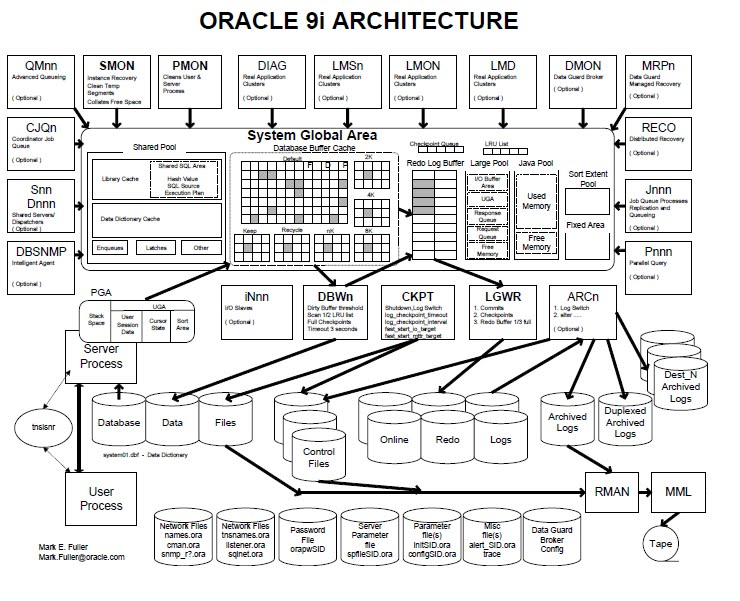 ORACLE 9i ARCHITECTURE
QMnn
Advanced Queueing
( Optional )
SMON
Instance Recovery
Clean Temp
Segments
Collates Free Space
PMON
Cleans User &
Server
Process
DIAG
Real Application
Clusters
( Optional )
LMSn
Real Application
Clusters
( Optional )
LMON
Real Application
Clusters
( Optional )
LMD
Real Application
Clusters
( Optional )
DMON
Data Guard Broker
( Optional )
MRPn
Data Guard
Managed Recovery
( Optional )
CJQn
Coordinator Job
Queue
( Optional )
Snn
Dnnn
Shared Servers/
Dispatchers
( Optional )
DBSNMP
Intelligent Agent
( Optional )
System Global Area
Shared Pool
Library Cache
Shared SQL Area
Hash Value
SQL Source
Execution Plan
Data Dictionary Cache
Enqueues
Latches
Other
Database Buffer Cache
Default
F D P
2K
4K
Keep
Recycle
nK
8K
Checkpoint Queue
LRU List
Redo Log Buffer
Large Pool
I/O Buffer
Area
UGA
Response
Queue
Request
Queue
Free
Memory
Java Pool
Used
Memory
Free
Memory
Sort Extent
Pool
Fixed Area
RECO
Distributed Recovery
( Optional )
Jnnn
Job Queue Processes
Replication and
Queueing
( Optional )
Pnnn
Parallel Query
( Optional )
PGA
UGA
Stack
Space
User
Session
Data
Cursor
State
Sort
Area
Server
Process
iNnn
I/O Slaves
( Optional )
DBWn
Dirty Buffer threshold
Scan 1/2 LRU list
Full Checkpoints
Timeout 3 seconds
CKPT
Shutdown,Log Switch
log_checkpoint_timeout
log_checkpoint_interval
fast_start_io_target
fast_start_mttr_target
LGWR
1. Commits
2. Checkpoints
3. Redo Buffer 1/3 full
ARCn
1. Log Switch
2. alter ....
( Optional )
Dest_N
Archived
Logs
tnslsnr
Database
Data
Files
system01.dbf - Data Dictionary
Control
Files
Online
Redo
Logs
Archived
Logs
Duplexed
Archived
Logs
User
Process
RMAN
MML
Tape
Network Files
names.ora
cman.ora
snmp_r?.ora
Network Files
tnsnames.ora
listener.ora
sqlnet.ora
Password
File
orapwSID
Server
Parameter
file
spfileSID.ora
Parameter
file(s)
initSID.ora
configSID.ora
Misc
file(s)
alert_SID.ora
trace
Data Guard
Broker
Config
Mark E. Fuller
Mark.Fuller@oracle.com